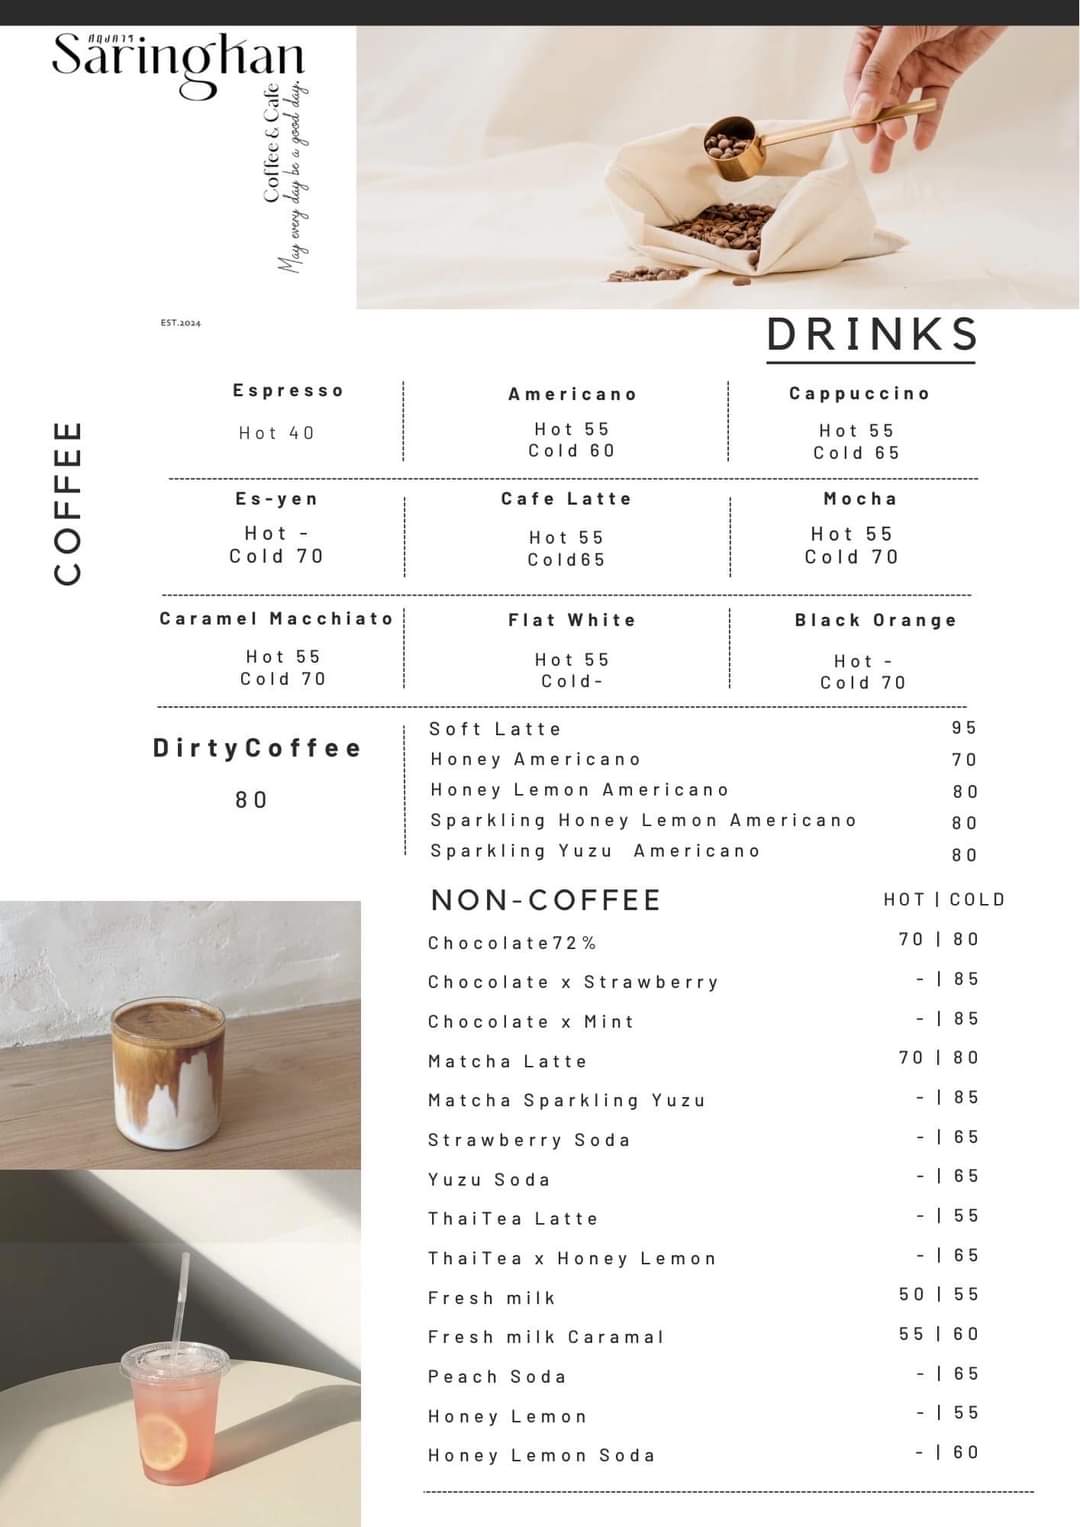 Saringhan
Coffee & Cafe
May every day be a good day.
EST.2024
DRINKS
COFFEE
Espresso
Hot 40
Americano
Hot 55
Cold 60
Cappuccino
Hot 55
Cold 65
Es-yen
Hot -
Cold 70
Cafe Latte
Hot 55
Cold65
Mocha
Hot 55
Cold 70
Caramel Macchiato
Hot 55
Cold 70
Flat White
Hot 55
Cold-
Black Orange
Hot -
Cold 70
DirtyCoffee
80
Soft Latte 95
Honey Americano 70
Honey Lemon Americano 80
Sparkling Honey Lemon Americano 80
Sparkling Yuzu Americano 80
NON-COFFEE HOT | COLD
Chocolate72% 70 | 80
Chocolate x Strawberry - | 85
Chocolate x Mint - | 85
Matcha Latte 70 | 80
Matcha Sparkling Yuzu - | 85
Strawberry Soda - | 65
Yuzu Soda - | 65
ThaiTea Latte - | 55
ThaiTea x Honey Lemon - | 65
Fresh milk 50 | 55
Fresh milk Caramal 55 | 60
Peach Soda - | 65
Honey Lemon - | 55
Honey Lemon Soda - | 60